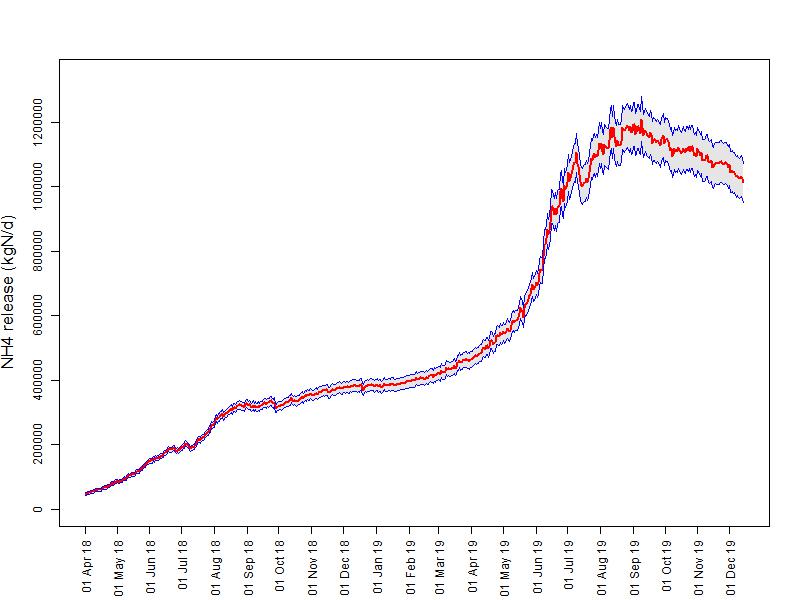 NH4 release (kgN/d)
1200000
1000000
800000
600000
400000
200000
0
01 Apr 18
01 May 18
01 Jun 18
01 Jul 18
01 Aug 18
01 Sep 18
01 Oct 18
01 Nov 18
01 Dec 18
01 Jan 19
01 Feb 19
01 Mar 19
01 Apr 19
01 May 19
01 Jun 19
01 Jul 19
01 Aug 19
01 Sep 19
01 Oct 19
01 Nov 19
01 Dec 19